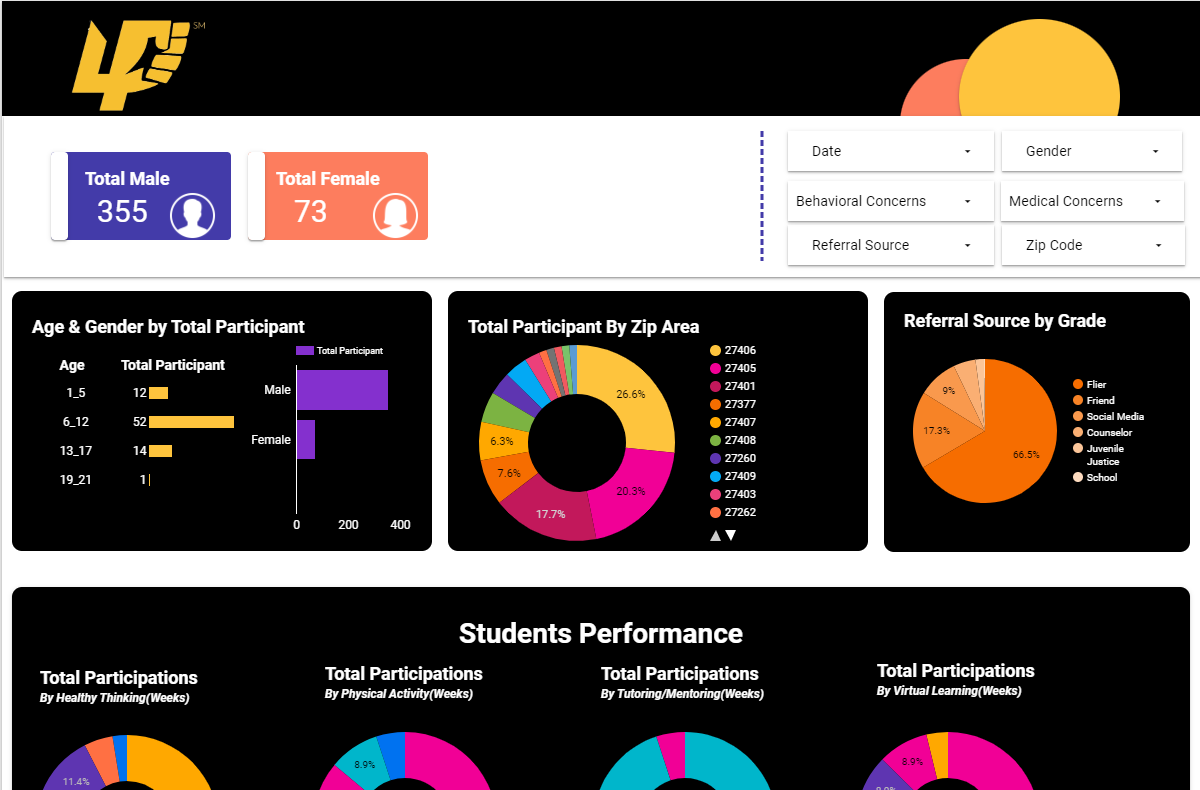 SM
Total Male
355
Total Female
73
Date
Gender
Behavioral Concerns
Medical Concerns
Referral Source
Zip Code
Age & Gender by Total Participant
Age Total Participant
1_5 12
6_12 52
13_17 14
19_21 1
Total Participant
Male
Female
0 200 400
Total Participant By Zip Area
26.6%
20.3%
17.7%
7.6%
6.3%
27406
27405
27401
27377
27407
27408
27260
27409
27403
27262
Referral Source by Grade
9%
17.3%
66.5%
Flier
Friend
Social Media
Counselor
Juvenile
Justice
School
Students Performance
Total Participations
By Healthy Thinking(Weeks)
11.4%
Total Participations
By Physical Activity(Weeks)
8.9%
Total Participations
By Tutoring/Mentoring(Weeks)
Total Participations
By Virtual Learning(Weeks)
8.9%